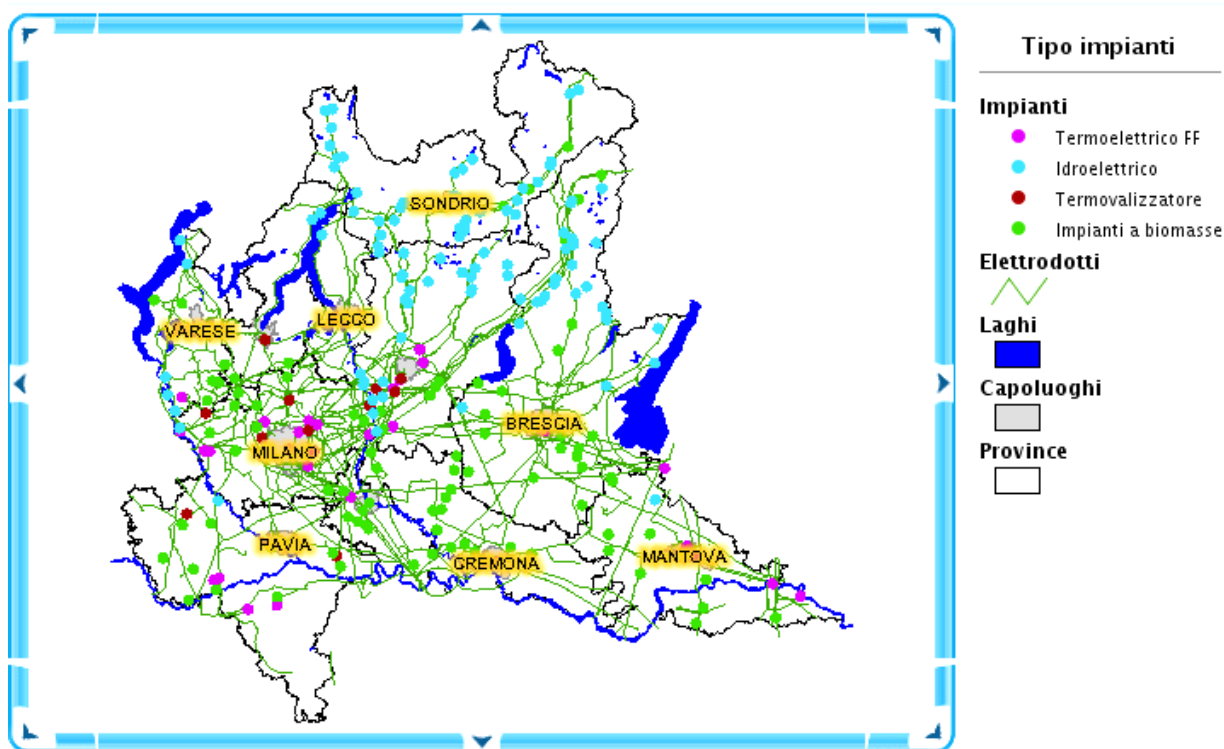 Tipo impianti
Impianti
Termoelettrico FF
Idroelettrico
Termovalizzatore
Impianti a biomasse
Elettrodotti
Laghi
Capoluoghi
Province
SONDRIO
LECCO
VARESE
BRESCIA
MILANO
PAVIA
CREMONA
MANTOVA